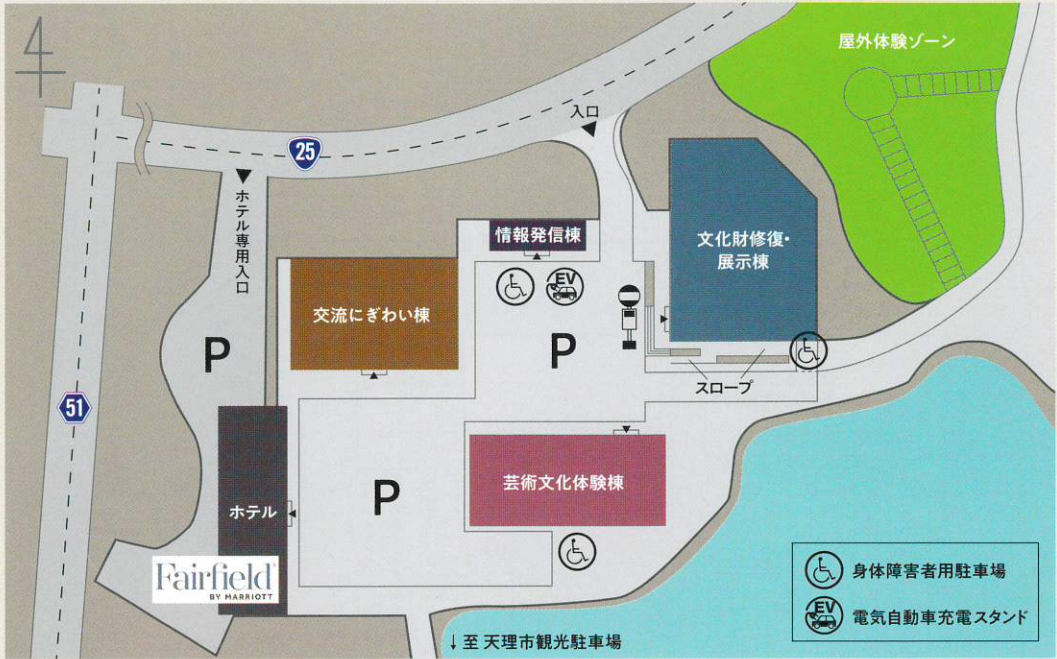 屋外体験ゾーン
入口
25
ホテル専用入口
情報発信棟
文化財修復・
展示棟
EV
交流にぎわい棟
P
P
スロープ
51
P
芸術文化体験棟
ホテル
Fairfield
BY MARRIOTT
身体障害者用駐車場
EV
電気自動車充電スタンド
↓至 天理市観光駐車場